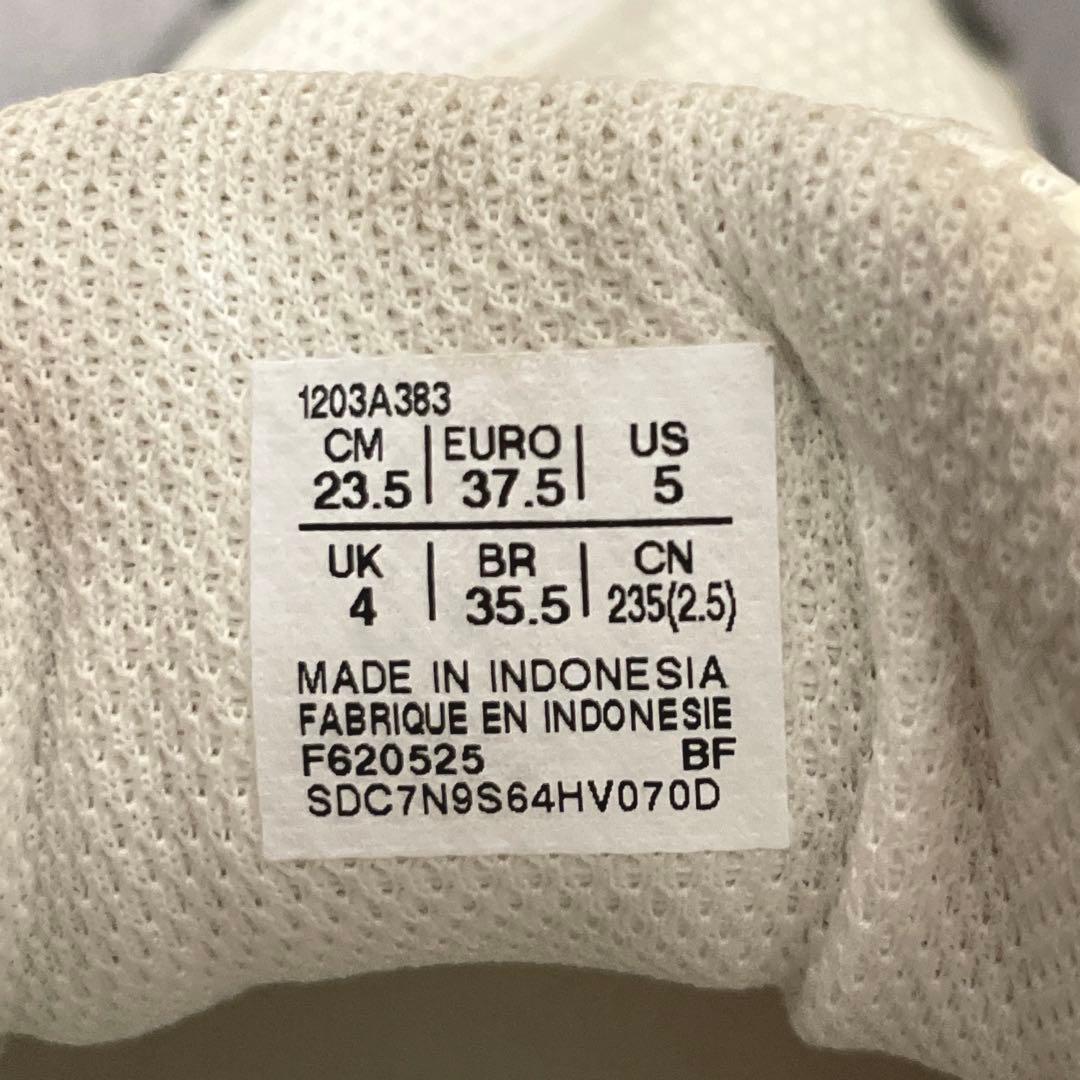 1203A383
CM | EURO | US
23.5 | 37.5 | 5
UK | BR | CN
4 | 35.5 | 235(2.5)
MADE IN INDONESIA
FABRIQUE EN INDONESIE
F620525 BF
SDC7N9S64HV070D